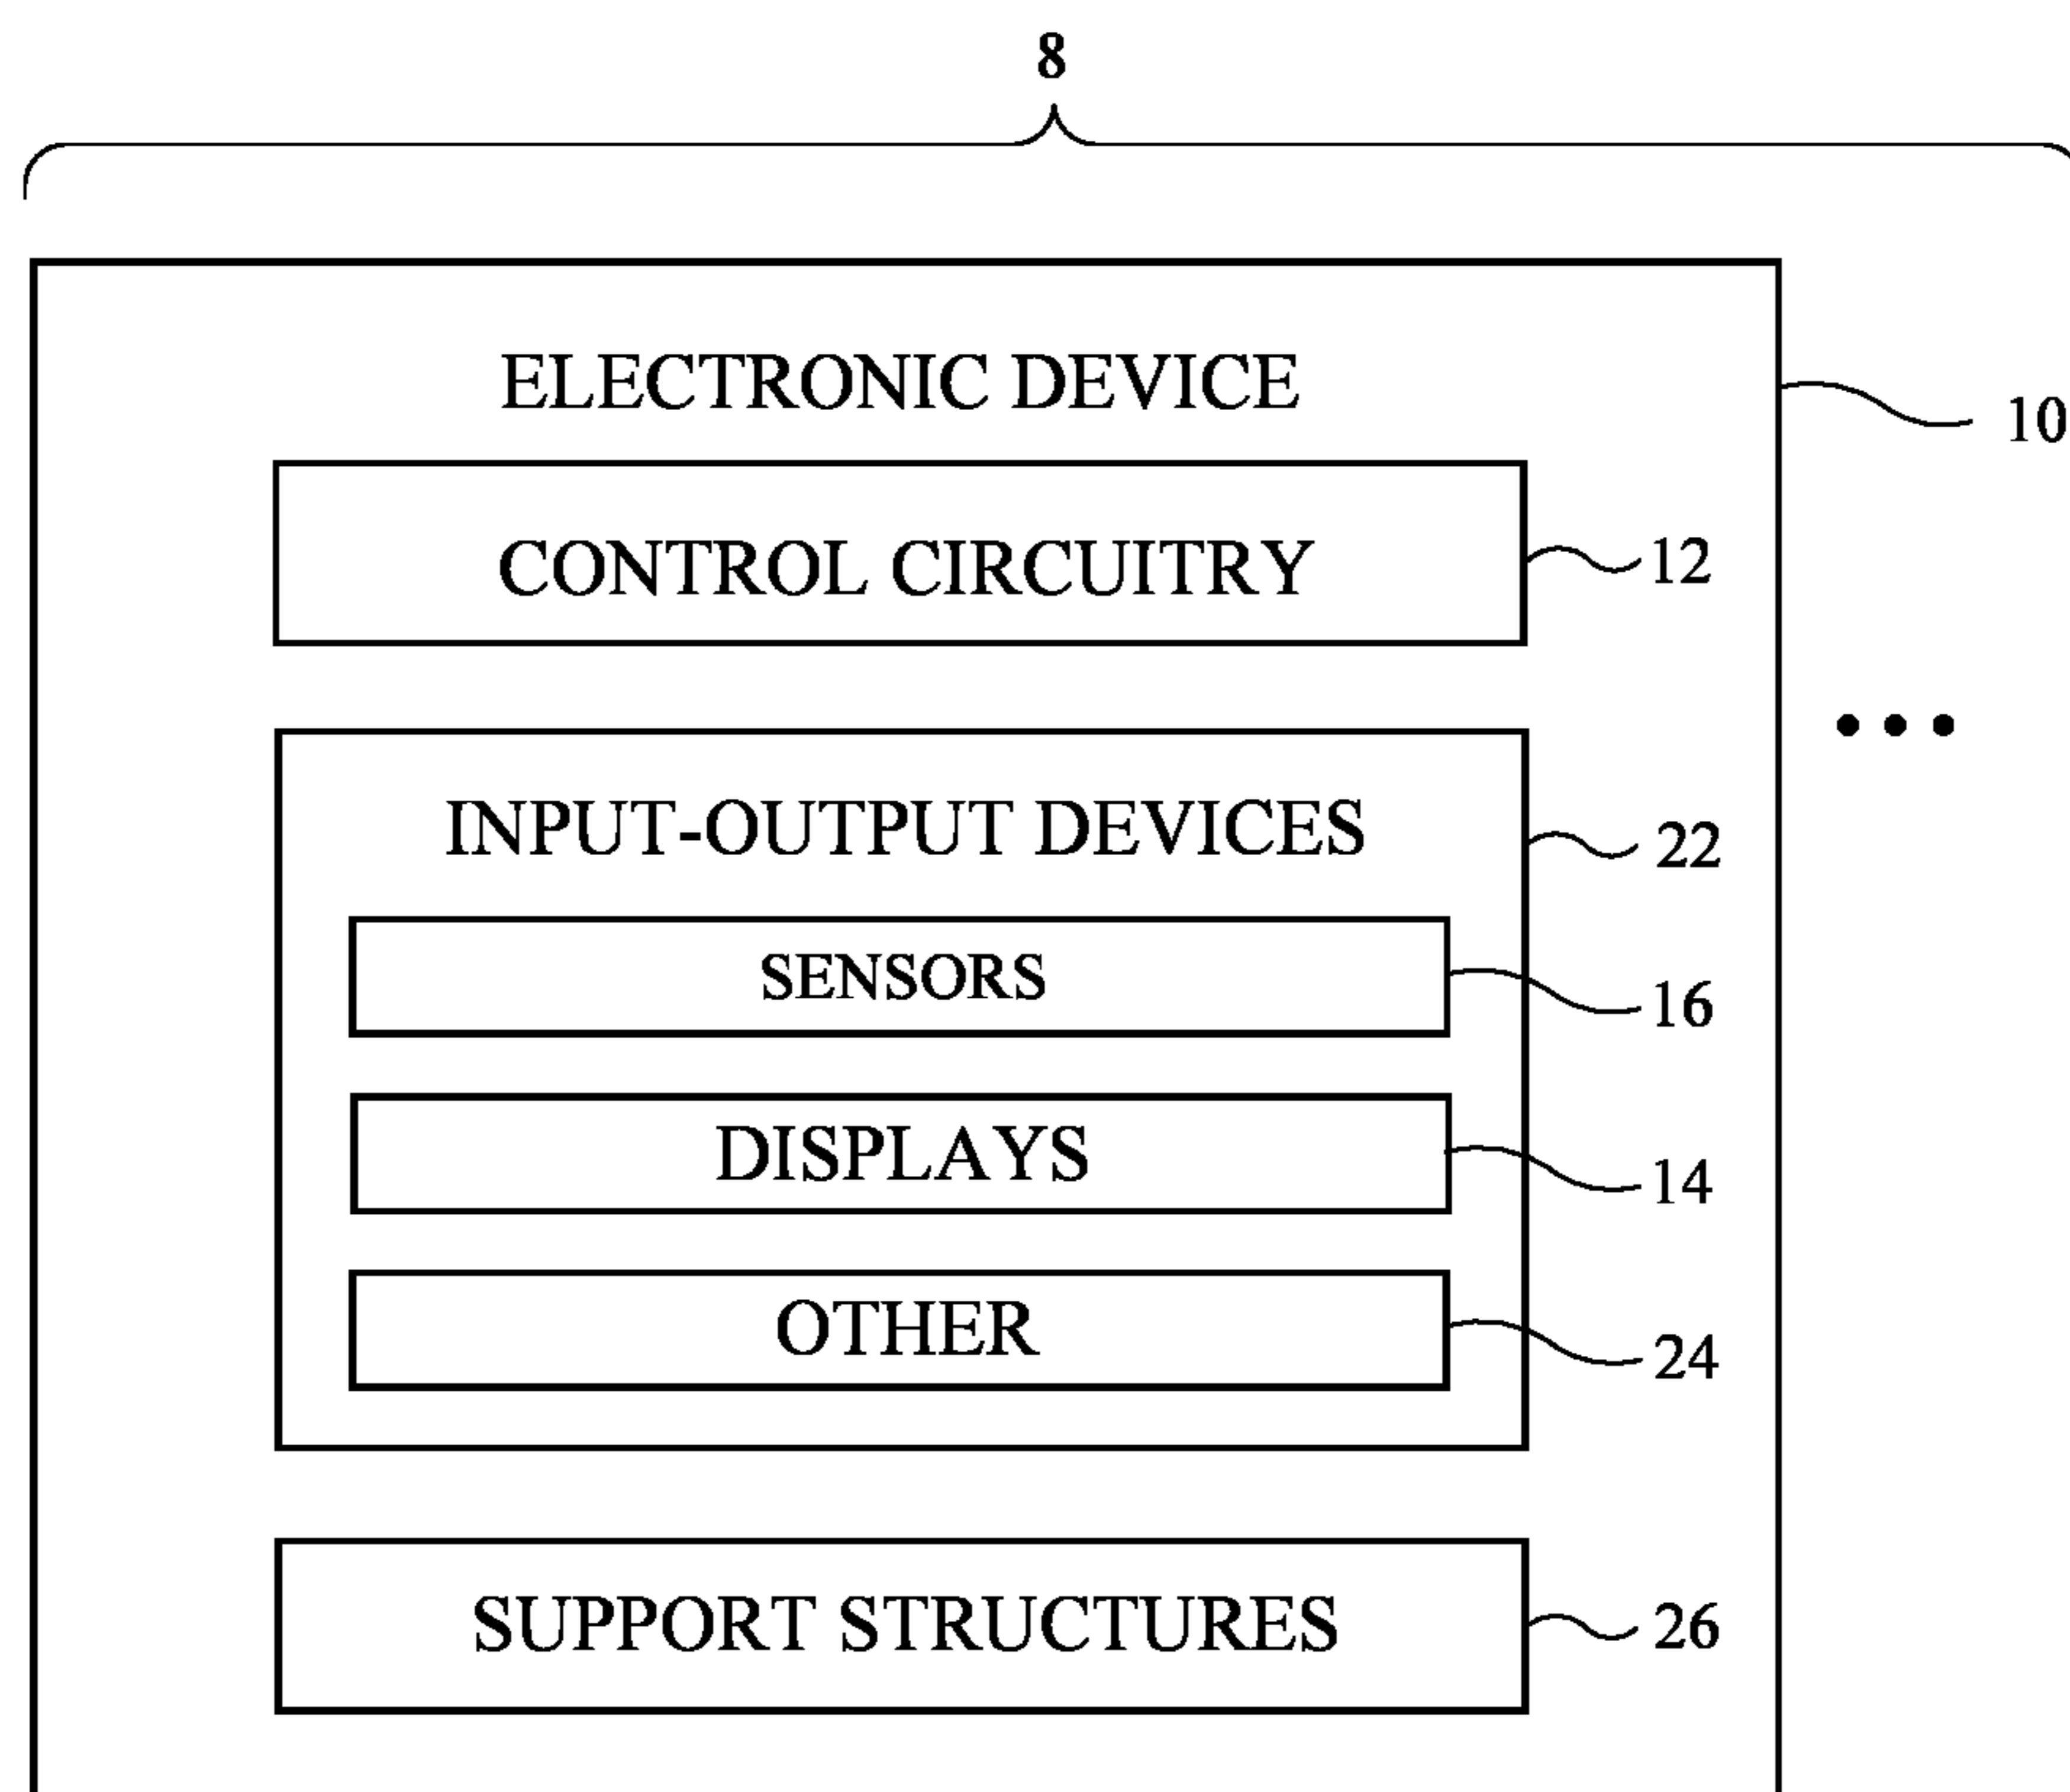 8
ELECTRONIC DEVICE
10
CONTROL CIRCUITRY
12
INPUT-OUTPUT DEVICES
22
SENSORS
16
DISPLAYS
14
OTHER
24
SUPPORT STRUCTURES
26